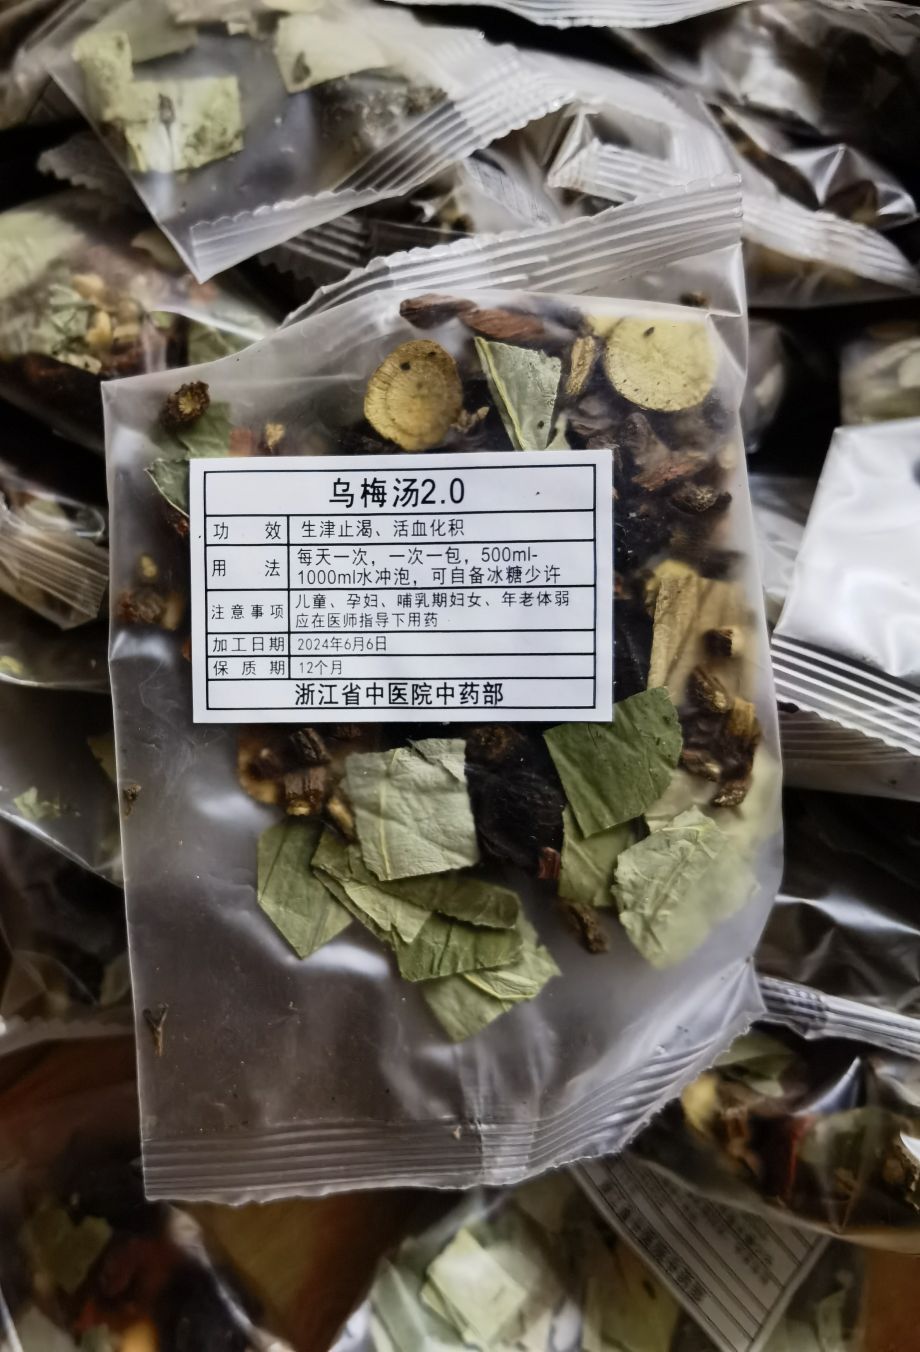 乌梅汤2.0
功 效 生津止渴、活血化积
用 法 每天一次，一次一包，500ml-
1000ml水冲泡，可自备冰糖少许
注意事项 儿童、孕妇、哺乳期妇女、年老体弱
应在医师指导下用药
加工日期 2024年6月6日
保 质 期 12个月
浙江省中医院中药部